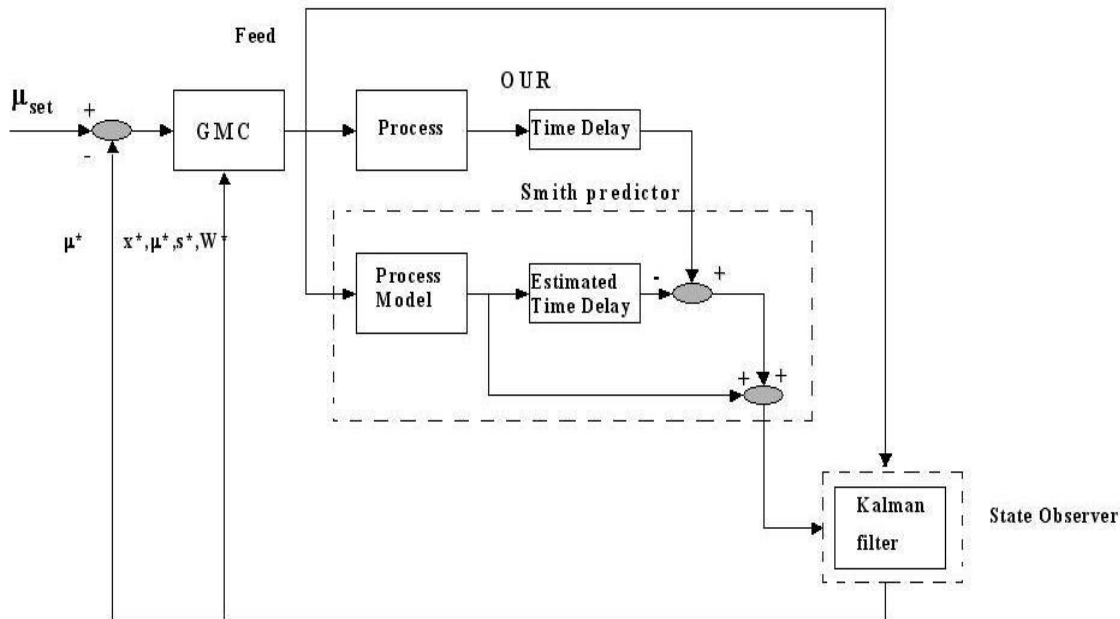 Feed
OUR
μset
+
GMC
Process
Time Delay
-
Smith predictor
μ*
x*,μ*,s*,W*
Process
Model
Estimated
Time Delay
-
+
+
+
Kalman
filter
State Observer